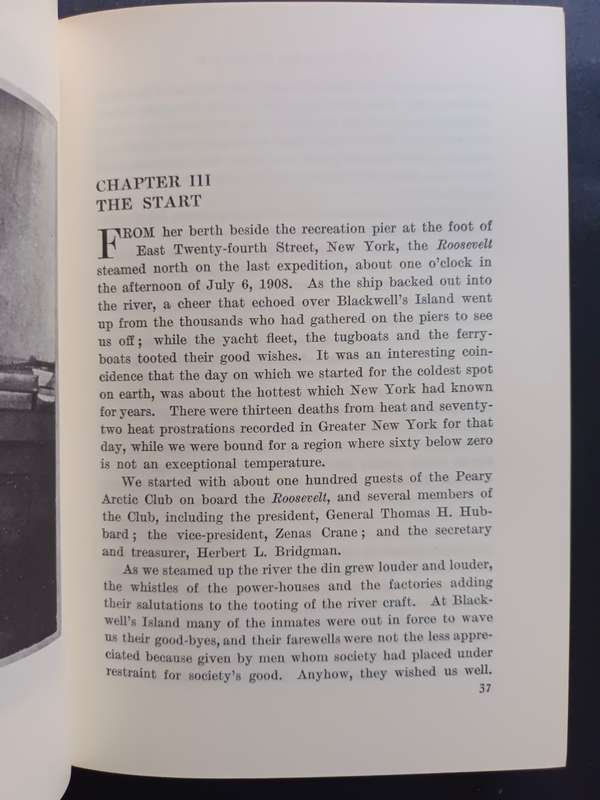 CHAPTER III
THE START
FROM her berth beside the recreation pier at the foot of
East Twenty-fourth Street, New York, the Roosevelt
steamed north on the last expedition, about one o'clock in
the afternoon of July 6, 1908. As the ship backed out into
the river, a cheer that echoed over Blackwell's Island went
up from the thousands who had gathered on the piers to see
us off; while the yacht fleet, the tugboats and the ferry-
boats tooted their good wishes. It was an interesting coin-
cidence that the day on which we started for the coldest spot
on earth, was about the hottest which New York had known
for years. There were thirteen deaths from heat and seventy-
two heat prostrations recorded in Greater New York for that
day, while we were bound for a region where sixty below zero
is not an exceptional temperature.
We started with about one hundred guests of the Peary
Arctic Club on board the Roosevelt, and several members of
the Club, including the president, General Thomas H. Hub-
bard; the vice-president, Zenas Crane; and the secretary
and treasurer, Herbert L. Bridgman.
As we steamed up the river the din grew louder and louder,
the whistles of the power-houses and the factories adding
their salutations to the tooting of the river craft. At Black-
well's Island many of the inmates were out in force to wave
us their good-byes, and their farewells were not the less appre-
ciated because given by men whom society had placed under
restraint for society's good. Anyhow, they wished us well.
37